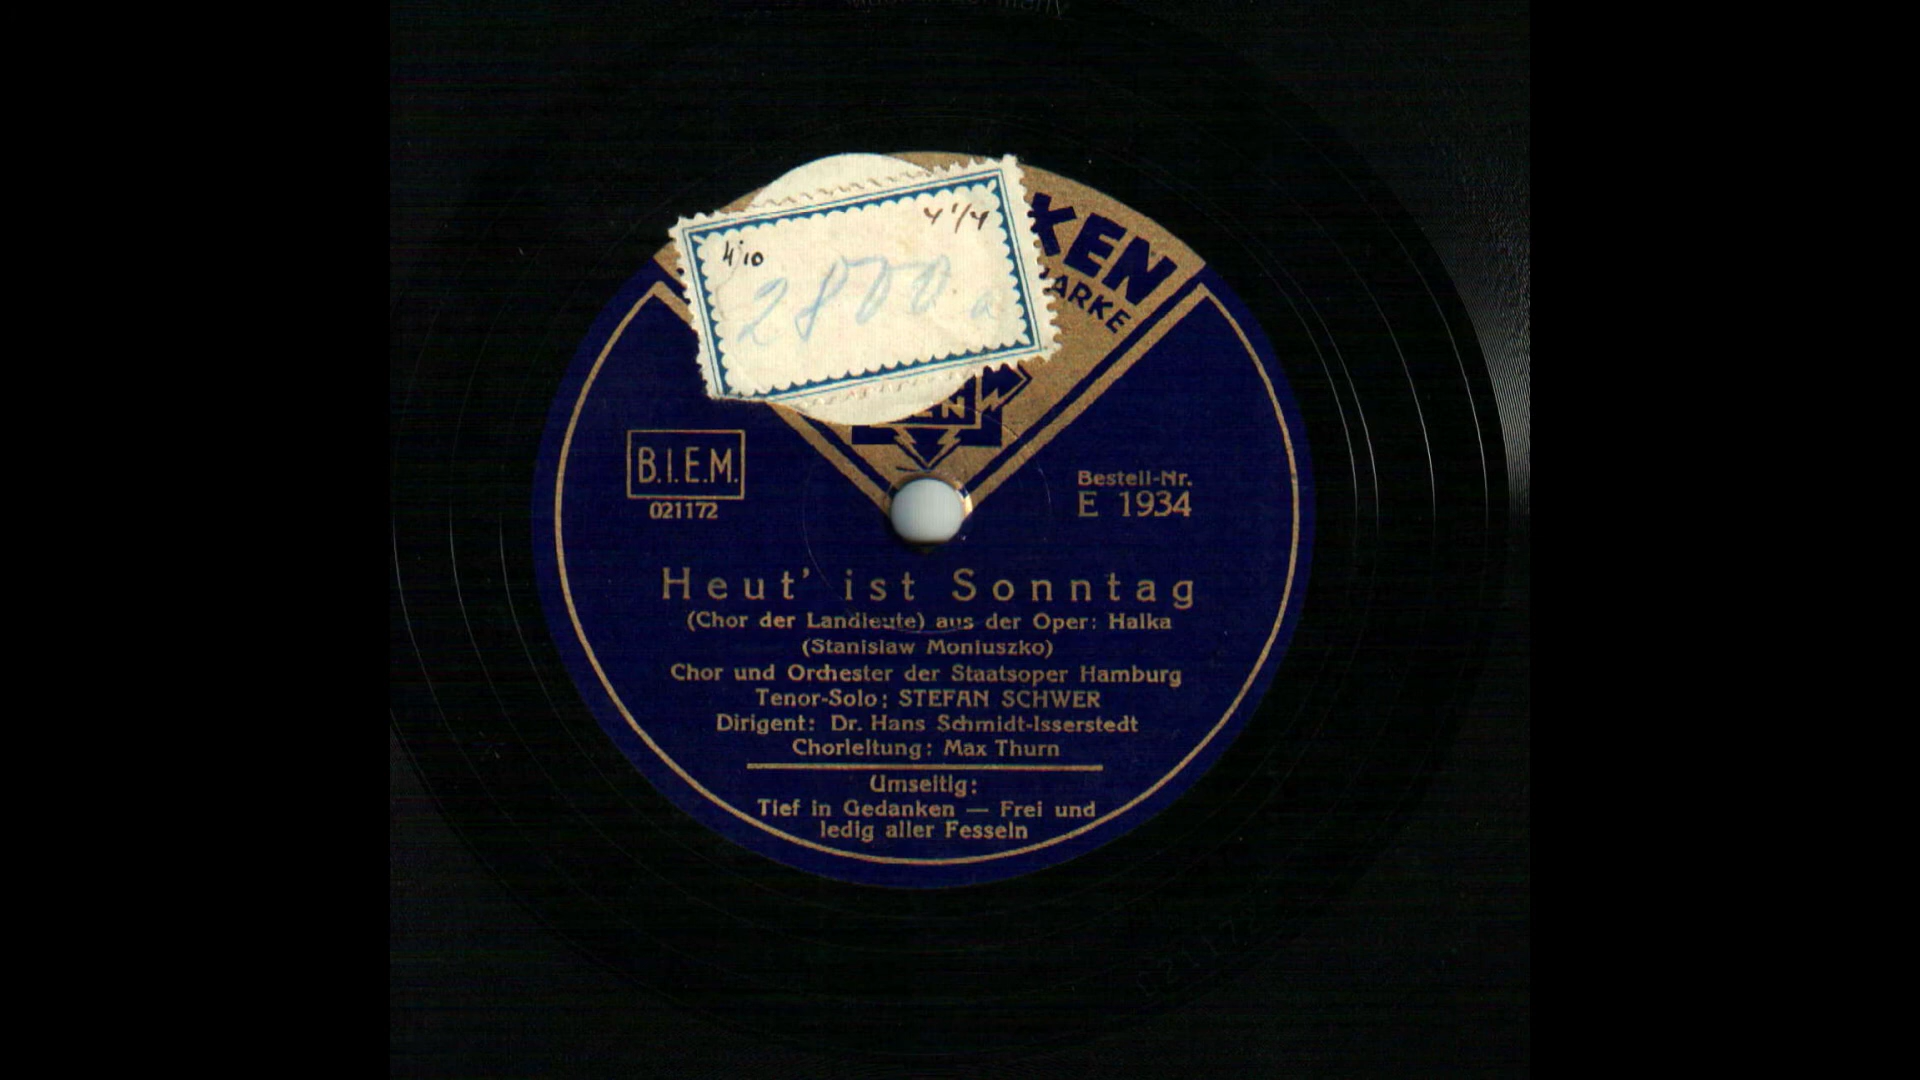 4'10
4 1/4
2800 a
KEN
ARKE
EN
B.I.E.M.
021172
Bestell-Nr.
E 1934
Heut' ist Sonntag
(Chor der Landleute) aus der Oper: Halka
(Stanislaw Moniuszko)
Chor und Orchester der Staatsoper Hamburg
Tenor-Solo: STEFAN SCHWER
Dirigent: Dr. Hans Schmidt-Isserstedt
Chorleitung: Max Thurn
Umseitig:
Tief in Gedanken — Frei und
ledig aller Fesseln